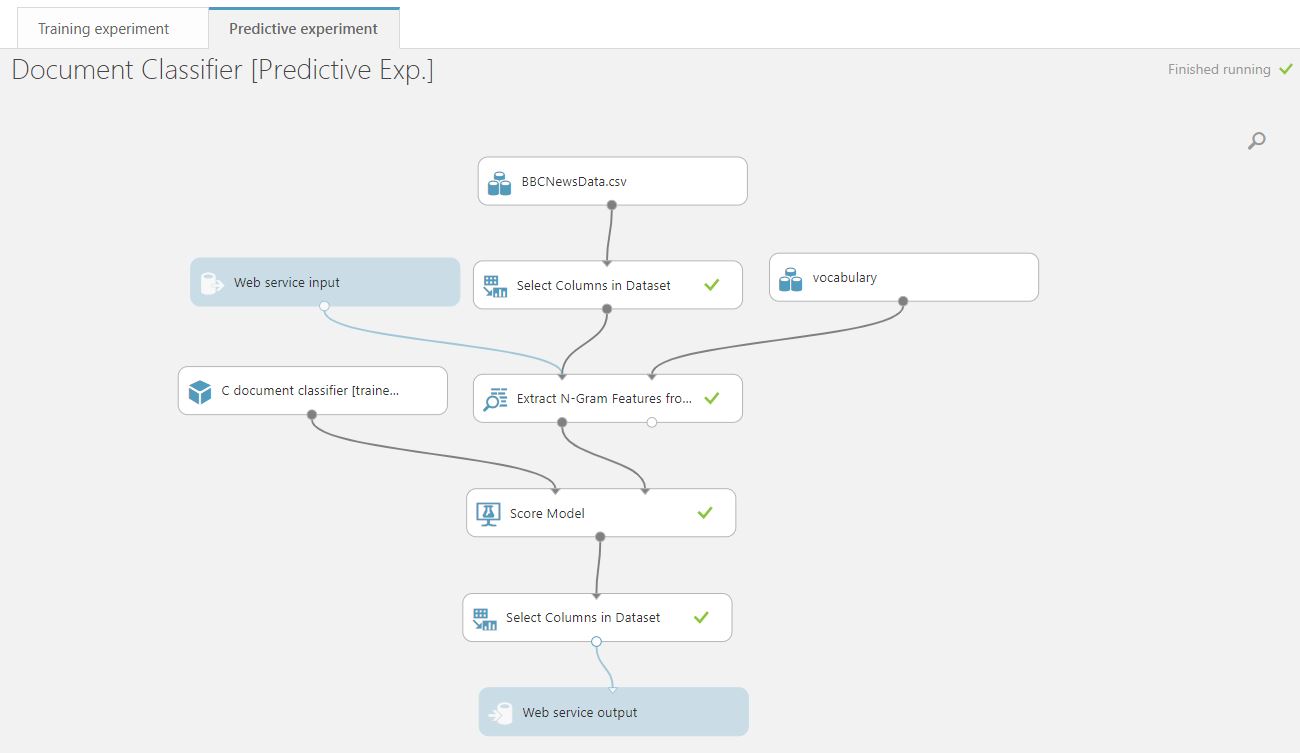 Training experiment
Predictive experiment
Document Classifier [Predictive Exp.]
Finished running
BBCNewsData.csv
Web service input
Select Columns in Dataset
vocabulary
C document classifier [traine...
Extract N-Gram Features fro...
Score Model
Select Columns in Dataset
Web service output